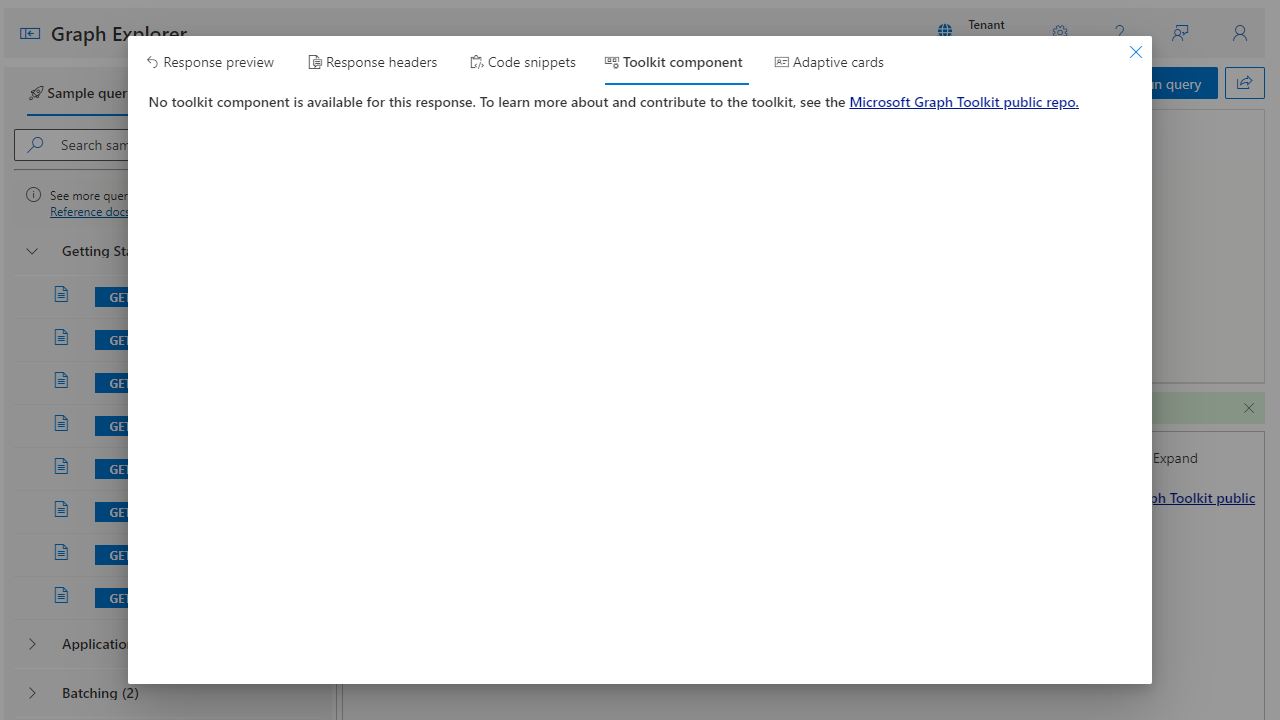 Graph Explorer
Tenant
Response preview
Response headers
Code snippets
Toolkit component
Adaptive cards
No toolkit component is available for this response. To learn more about and contribute to the toolkit, see the Microsoft Graph Toolkit public repo.
Sample quer
un query
Search sam
See more quer
Reference docs
Getting Sta
GET
GET
GET
GET
GET
GET
GET
GET
Expand
ph Toolkit public
Application
Batching (2)